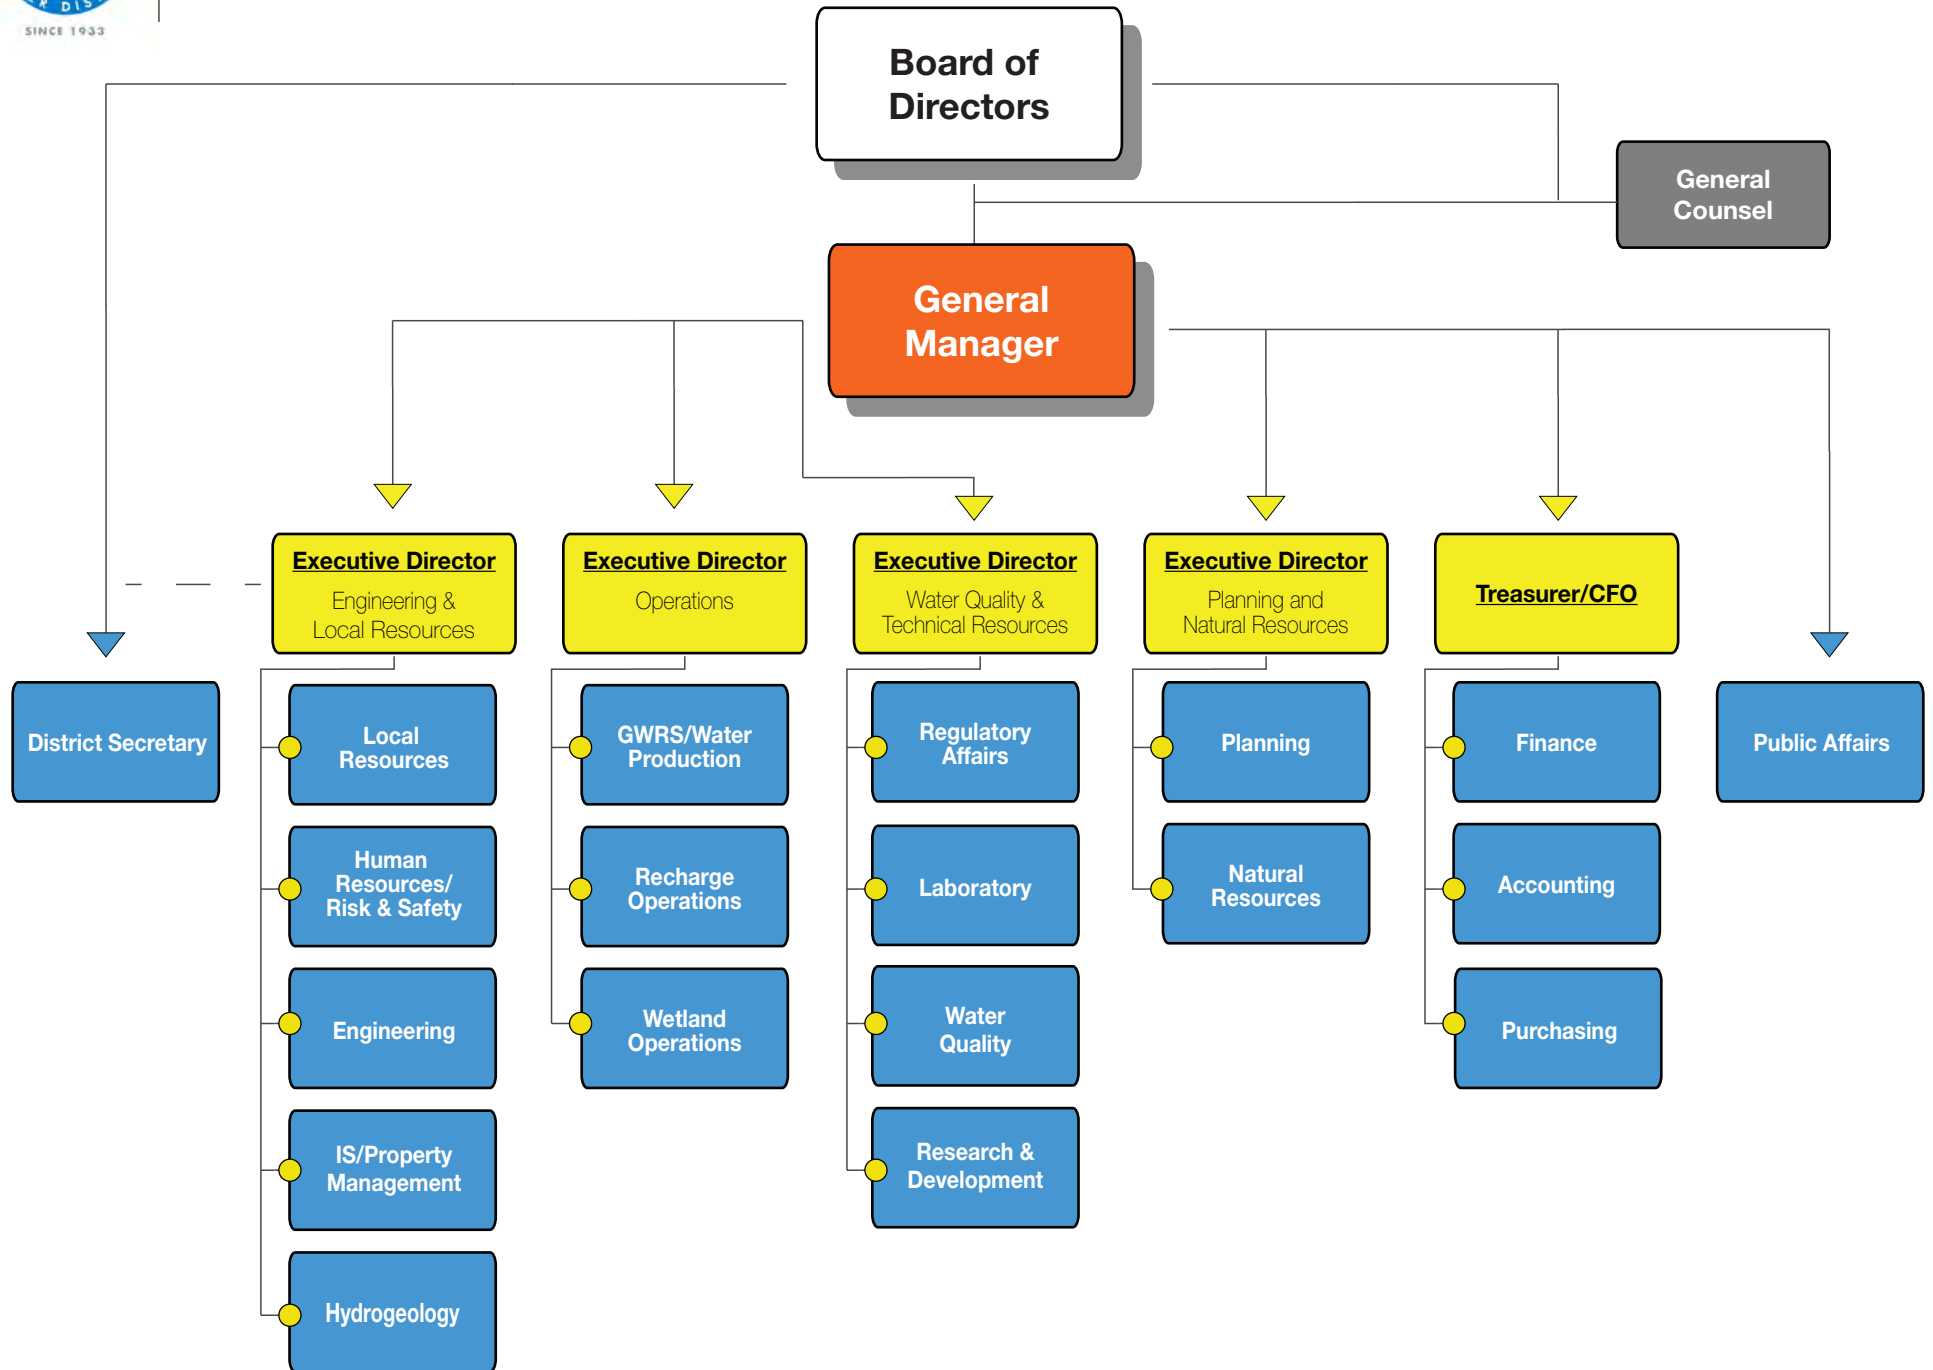 R DIS
SINCE 1933
Board of
Directors
General
Counsel
General
Manager
Executive Director
Engineering &
Local Resources
Executive Director
Operations
Executive Director
Water Quality &
Technical Resources
Executive Director
Planning and
Natural Resources
Treasurer/CFO
District Secretary
Local
Resources
Human
Resources/
Risk & Safety
Engineering
IS/Property
Management
Hydrogeology
GWRS/Water
Production
Recharge
Operations
Wetland
Operations
Regulatory
Affairs
Laboratory
Water
Quality
Research &
Development
Planning
Natural
Resources
Finance
Accounting
Purchasing
Public Affairs